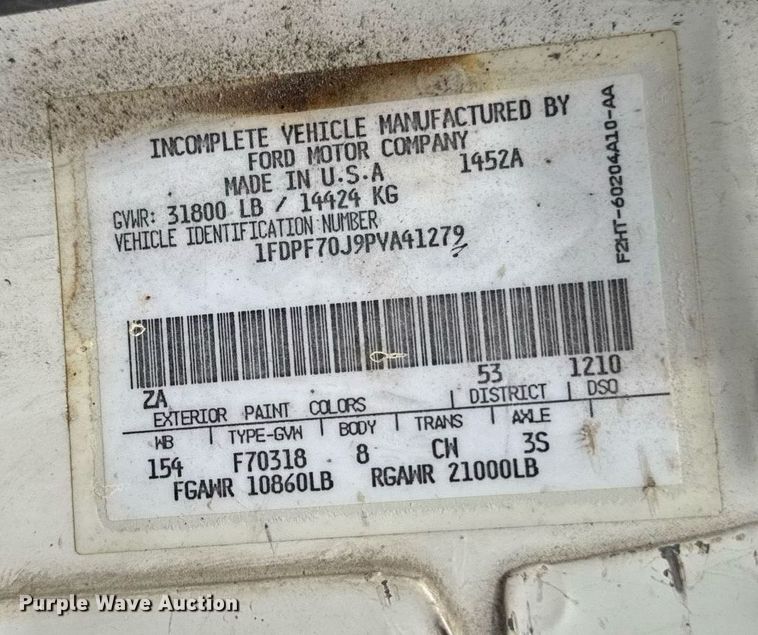 INCOMPLETE VEHICLE MANUFACTURED BY
FORD MOTOR COMPANY
MADE IN U.S.A 1452A
GVWR: 31800 LB / 14424 KG
VEHICLE IDENTIFICATION NUMBER
1FDPF70J9PVA41279
F2HT-60204A10-AA
ZA 53 1210
EXTERIOR PAINT COLORS DISTRICT DSO
WB TYPE-GVW BODY TRANS AXLE
154 F70318 8 CW 3S
FGAWR 10860LB RGAWR 21000LB
Purple Wave Auction